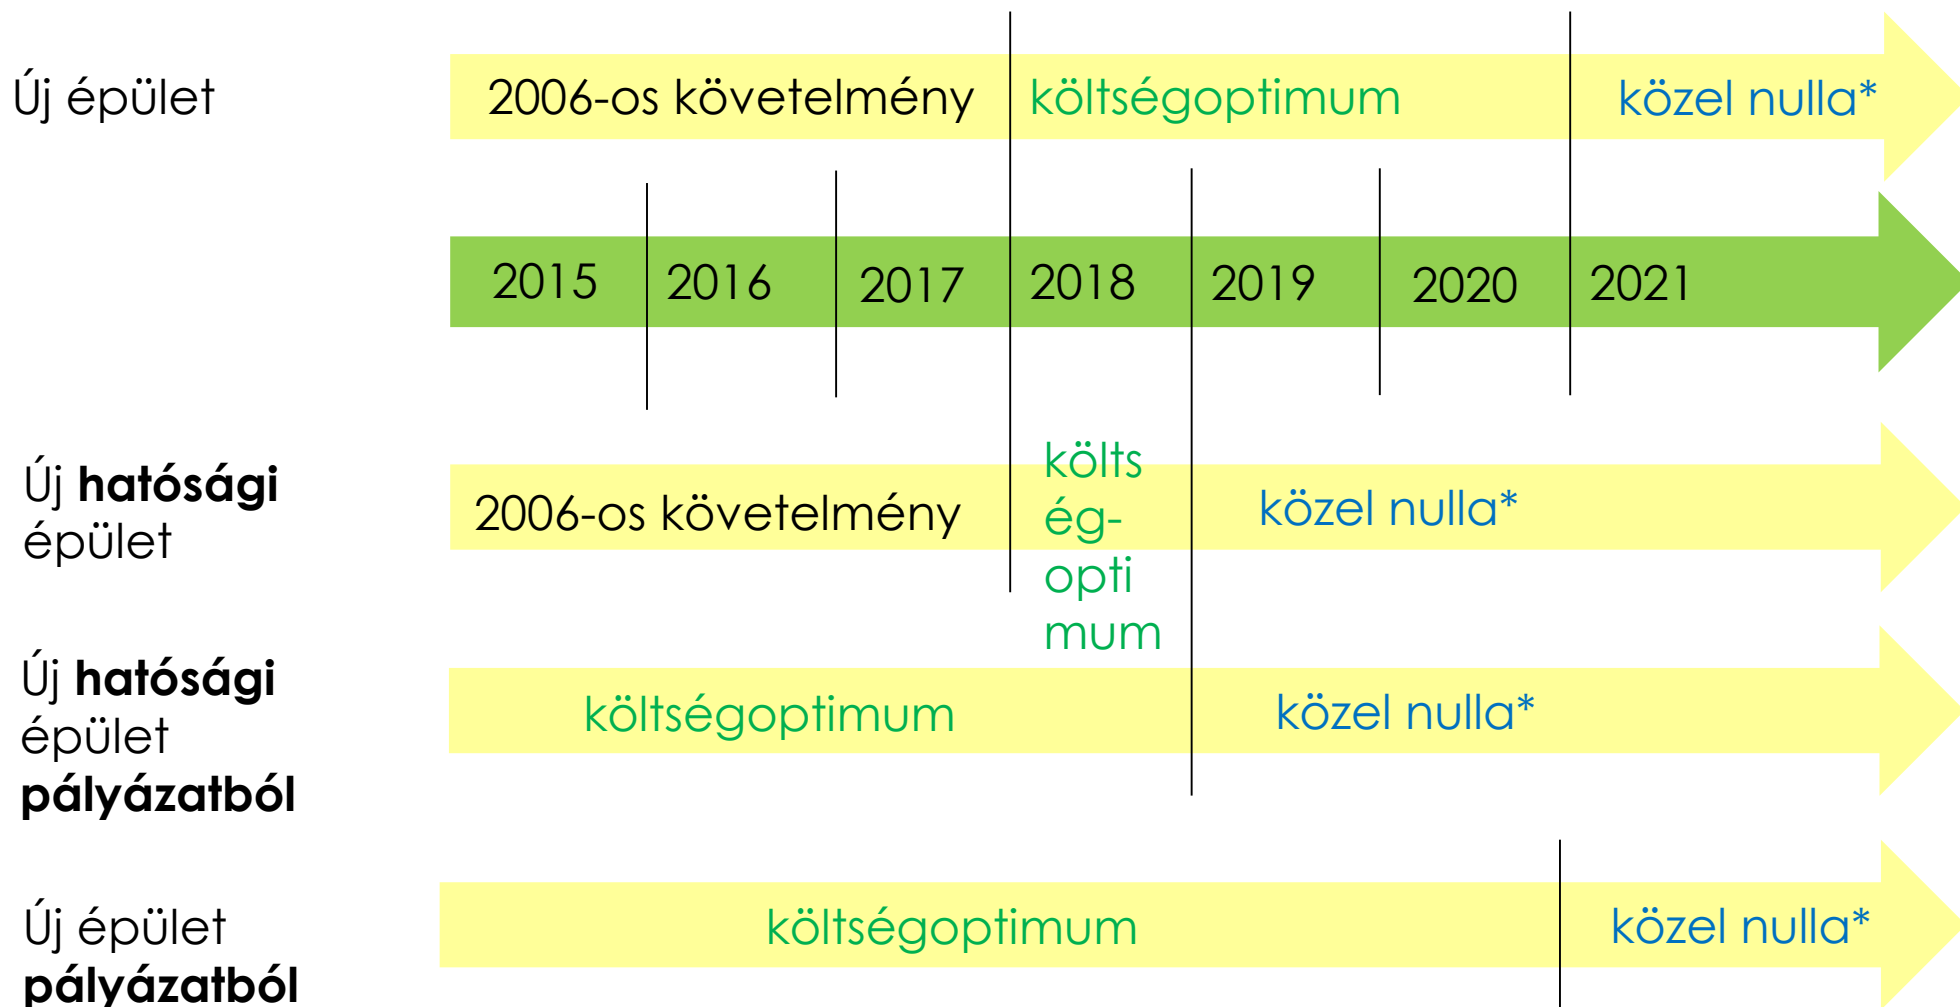 Új épület
2006-os követelmény
költségoptimum
közel nulla*
2015
2016
2017
2018
2019
2020
2021
Új hatósági
épület
2006-os követelmény
költs
ég-
opti
mum
közel nulla*
Új hatósági
épület
pályázatból
költségoptimum
közel nulla*
Új épület
pályázatból
költségoptimum
közel nulla*